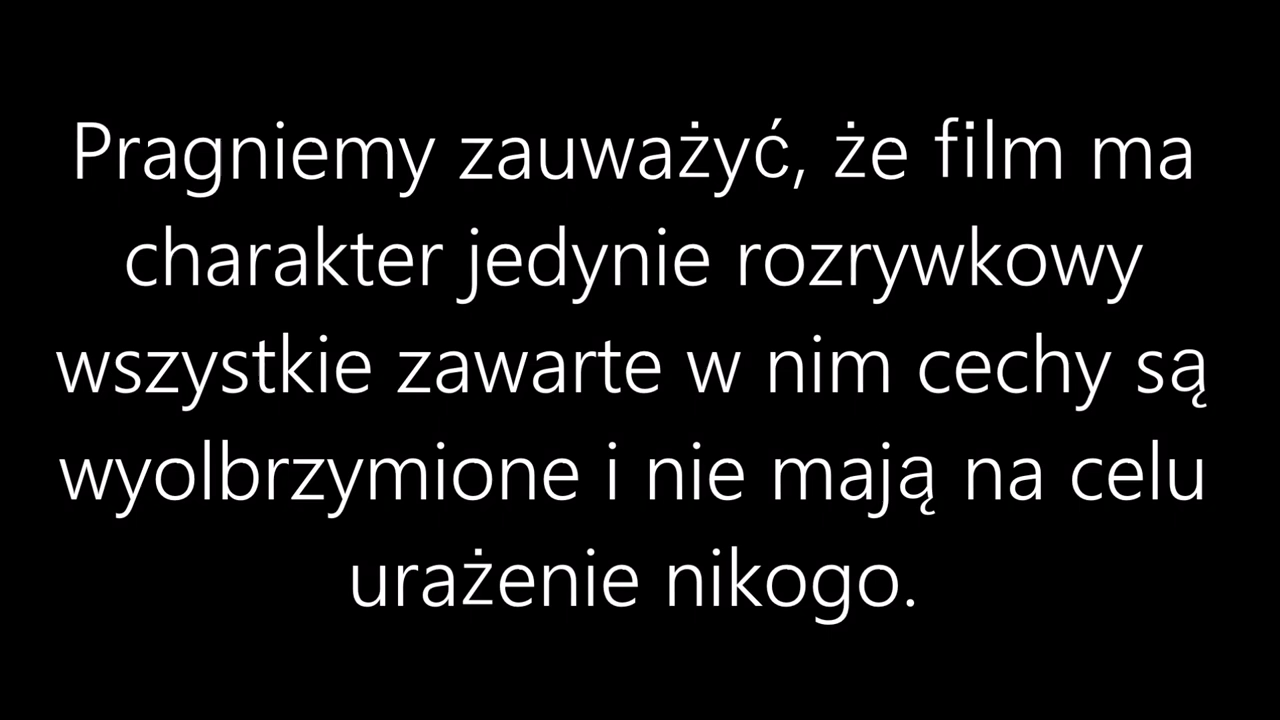 Pragniemy zauważyć, że film ma
charakter jedynie rozrywkowy
wszystkie zawarte w nim cechy są
wyolbrzymione i nie mają na celu
urażenie nikogo.